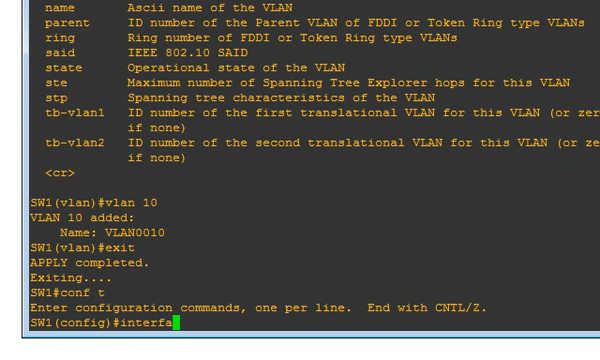 name Ascii name of the VLAN
parent ID number of the Parent VLAN of FDDI or Token Ring type VLANs
ring Ring number of FDDI or Token Ring type VLANs
said IEEE 802.10 SAID
state Operational state of the VLAN
ste Maximum number of Spanning Tree Explorer hops for this VLAN
stp Spanning tree characteristics of the VLAN
tb-vlan1 ID number of the first translational VLAN for this VLAN (or zer
if none)
tb-vlan2 ID number of the second translational VLAN for this VLAN (or ze
if none)
<cr>
SW1(vlan)#vlan 10
VLAN 10 added:
Name: VLAN0010
SW1(vlan)#exit
APPLY completed.
Exiting....
SW1#conf t
Enter configuration commands, one per line. End with CNTL/Z.
SW1(config)#interfa